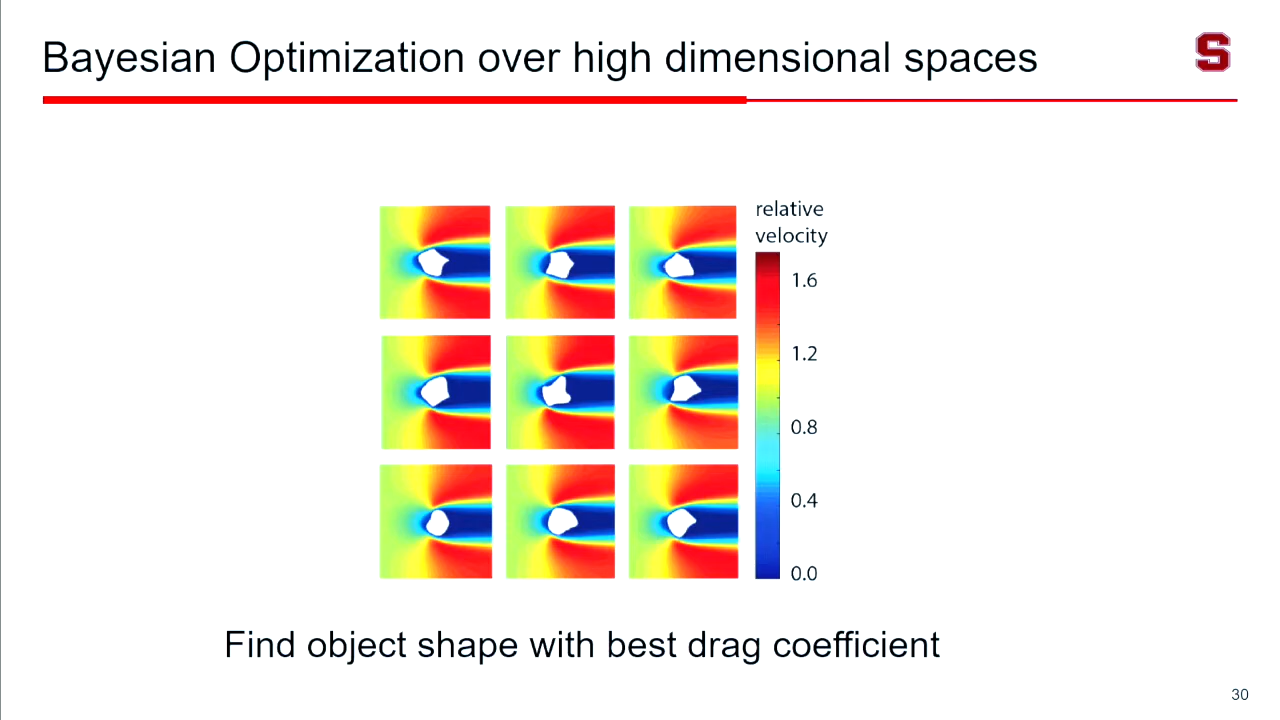 Bayesian Optimization over high dimensional spaces
S
relative
velocity
1.6
1.2
0.8
0.4
0.0
Find object shape with best drag coefficient
30